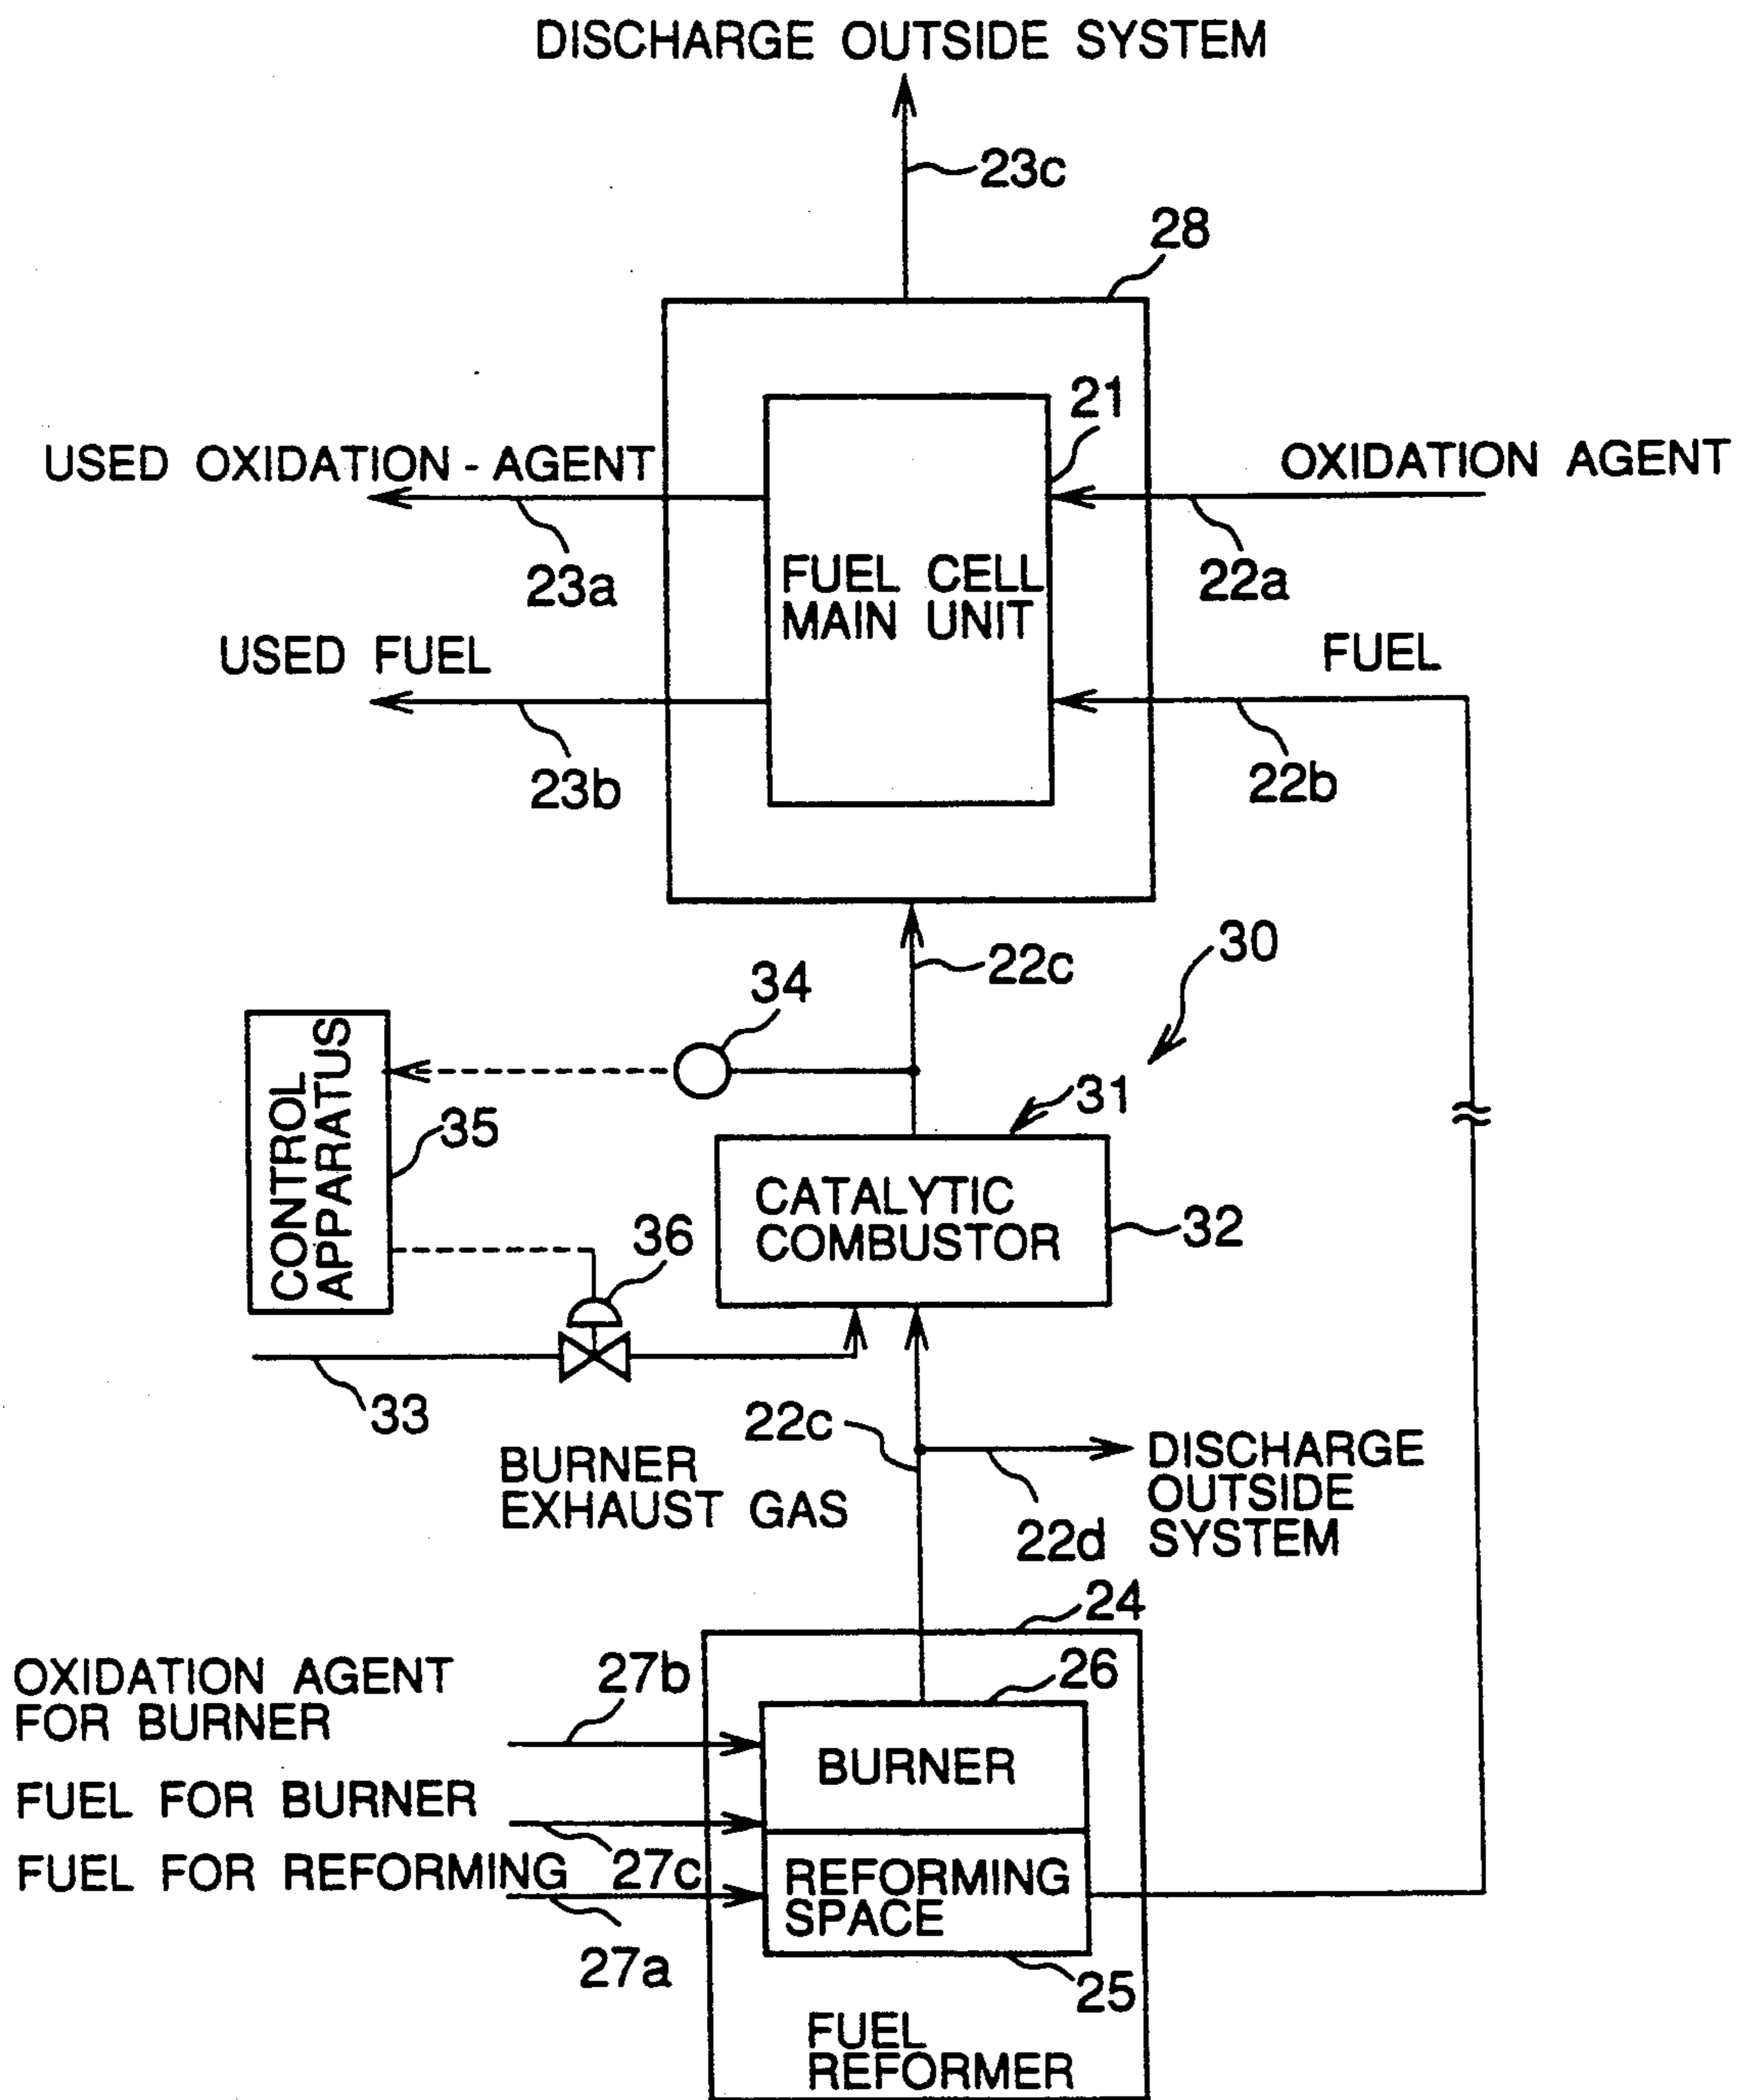 DISCHARGE OUTSIDE SYSTEM
23c
28
21
USED OXIDATION - AGENT
OXIDATION AGENT
23a
FUEL CELL
MAIN UNIT
22a
USED FUEL
FUEL
23b
22b
30
22c
34
CONTROL
APPARATUS
31
35
CATALYTIC
COMBUSTOR
32
36
33
22c
BURNER
EXHAUST GAS
DISCHARGE
OUTSIDE
SYSTEM
22d
24
OXIDATION AGENT
FOR BURNER
27b
26
BURNER
FUEL FOR BURNER
27c
FUEL FOR REFORMING
REFORMING
SPACE
27a
25
FUEL
REFORMER